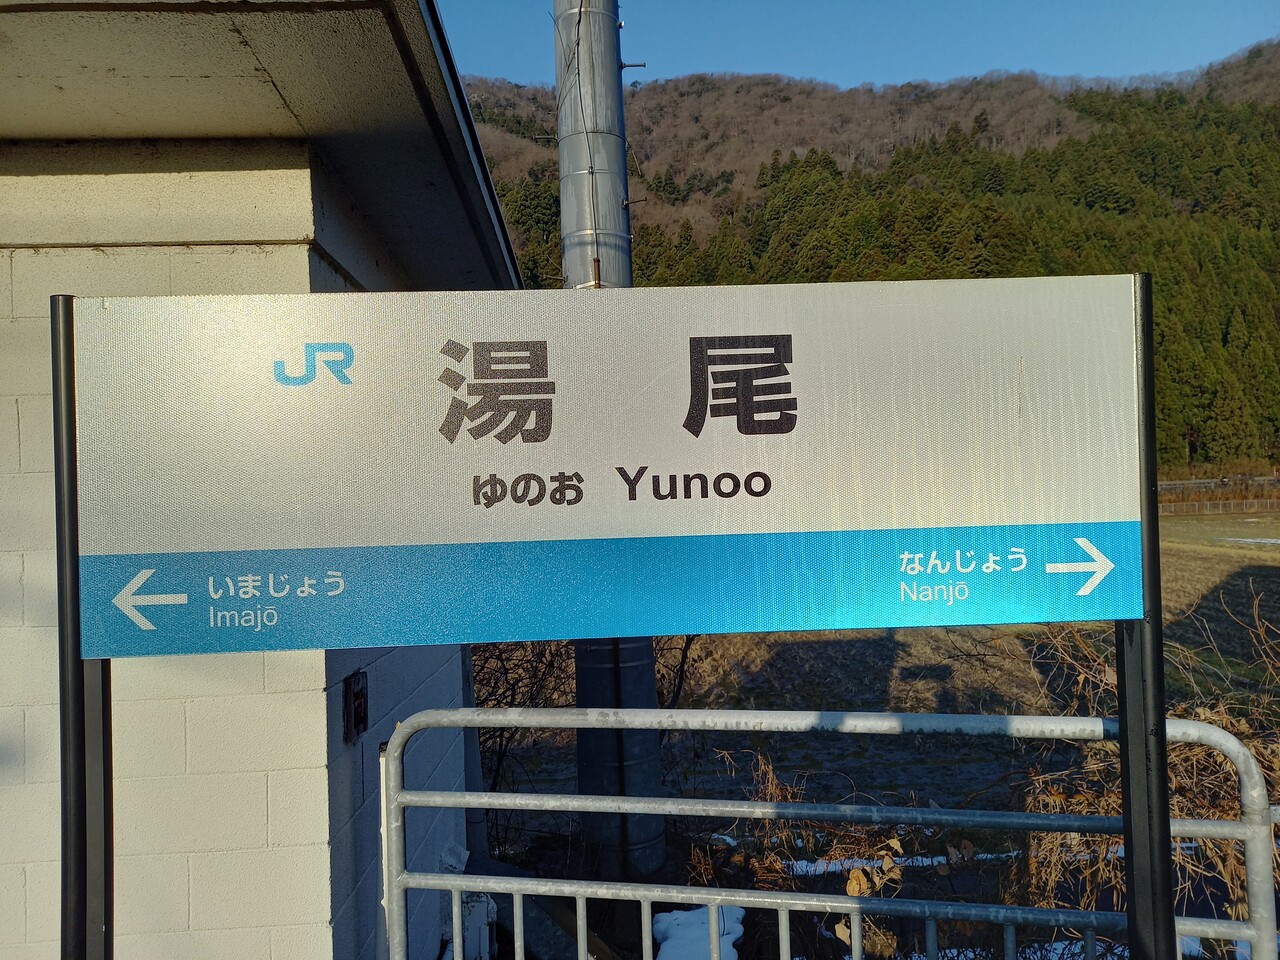 JR 湯尾
ゆのお Yunoo
← いまじょう
Imajō
なんじょう →
Nanjō